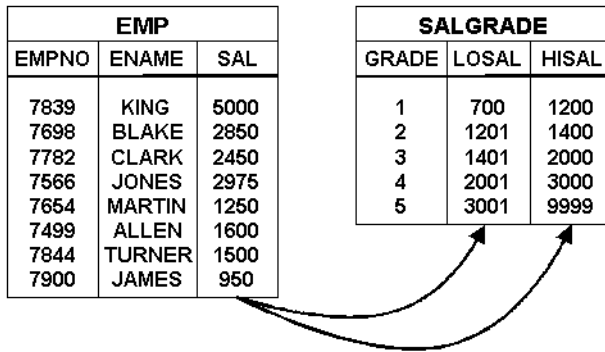 EMP
EMPNO ENAME SAL
7839 KING 5000
7698 BLAKE 2850
7782 CLARK 2450
7566 JONES 2975
7654 MARTIN 1250
7499 ALLEN 1600
7844 TURNER 1500
7900 JAMES 950
SALGRADE
GRADE LOSAL HISAL
1 700 1200
2 1201 1400
3 1401 2000
4 2001 3000
5 3001 9999